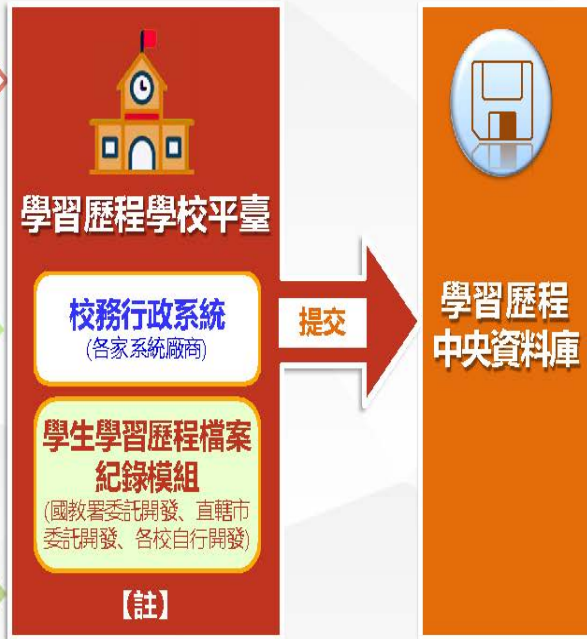 學習歷程學校平臺
校務行政系統
(各家系統廠商)
學生學習歷程檔案
紀錄模組
(國教署委託開發、直轄市
委託開發、各校自行開發)
【註】
提交
學習歷程
中央資料庫